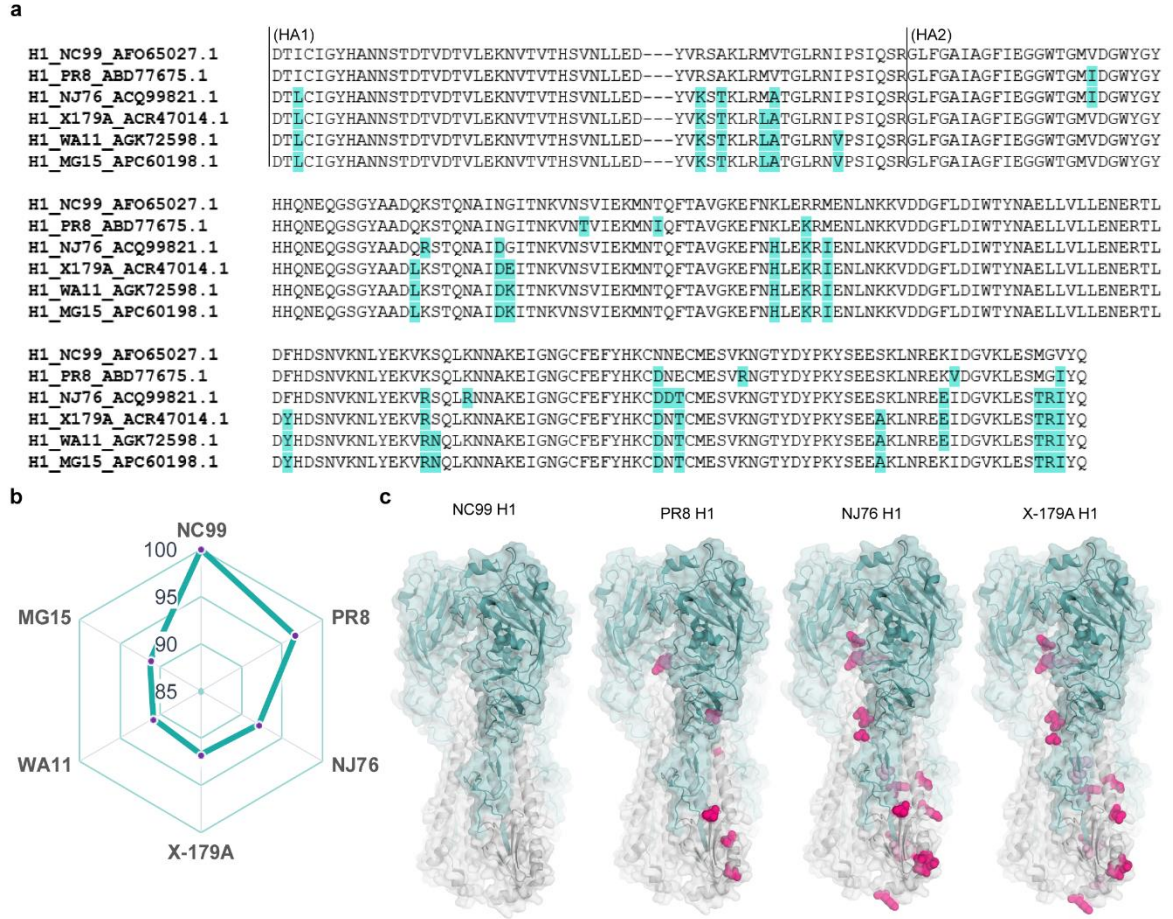 a
(HA1) (HA2)
H1_NC99_AFO65027.1 DTICIGYHANNSTDTVDTVLEKNVTVTHSVNLLED---YVRSAKLRMVTGLRNIPSIQSRGLFGAIAGFIEGGWTGMVDGWYGY
H1_PR8_ABD77675.1 DTICIGYHANNSTDTVDTVLEKNVTVTHSVNLLED---YVRSAKLRMVTGLRNIPSIQSRGLFGAIAGFIEGGWTGMIDGWYGY
H1_NJ76_ACQ99821.1 DTLCIGYHANNSTDTVDTVLEKNVTVTHSVNLLED---YVKSTKLRMATGLRNIPSIQSRGLFGAIAGFIEGGWTGMIDGWYGY
H1_X179A_ACR47014.1 DTLCIGYHANNSTDTVDTVLEKNVTVTHSVNLLED---YVKSTKLRLATGLRNIPSIQSRGLFGAIAGFIEGGWTGMVDGWYGY
H1_WA11_AGK72598.1 DTLCIGYHANNSTDTVDTVLEKNVTVTHSVNLLED---YVKSTKLRLATGLRNVPSIQSRGLFGAIAGFIEGGWTGMVDGWYGY
H1_MG15_APC60198.1 DTLCIGYHANNSTDTVDTVLEKNVTVTHSVNLLED---YVKSTKLRLATGLRNVPSIQSRGLFGAIAGFIEGGWTGMVDGWYGY
H1_NC99_AFO65027.1 HHQNEQGSGYAADQKSTQNAINGITNKVNSVIEKMNTQFTAVGKEFNKLERRMENLNKKVDDGFLDIWTYNAELLVLLENERTL
H1_PR8_ABD77675.1 HHQNEQGSGYAADQKSTQNAINGITNKVNTVIEKMNIQFTAVGKEFNKLEKRMENLNKKVDDGFLDIWTYNAELLVLLENERTL
H1_NJ76_ACQ99821.1 HHQNEQGSGYAADQRSTQNAIDGITNKVNSVIEKMNTQFTAVGKEFNHLEKRIENLNKKVDDGFLDIWTYNAELLVLLENERTL
H1_X179A_ACR47014.1 HHQNEQGSGYAADLKSTQNAIDEITNKVNSVIEKMNTQFTAVGKEFNHLEKRIENLNKKVDDGFLDIWTYNAELLVLLENERTL
H1_WA11_AGK72598.1 HHQNEQGSGYAADLKSTQNAIDKITNKVNSVIEKMNTQFTAVGKEFNHLEKRIENLNKKVDDGFLDIWTYNAELLVLLENERTL
H1_MG15_APC60198.1 HHQNEQGSGYAADLKSTQNAIDKITNKVNSVIEKMNTQFTAVGKEFNHLEKRIENLNKKVDDGFLDIWTYNAELLVLLENERTL
H1_NC99_AFO65027.1 DFHDSNVKNLYEKVKSQLKNNAKEIGNGCFEFYHKCNNECMESVKNGTYDYPKYSEESKLNREKIDGVKLESMGVYQ
H1_PR8_ABD77675.1 DFHDSNVKNLYEKVKSQLKNNAKEIGNGCFEFYHKCDNECMESVRNGTYDYPKYSEESKLNREKVDGVKLESMGIYQ
H1_NJ76_ACQ99821.1 DFHDSNVKNLYEKVRSQLRNNAKEIGNGCFEFYHKCDDTCMESVKNGTYDYPKYSEESKLNREEIDGVKLESTRIYQ
H1_X179A_ACR47014.1 DYHDSNVKNLYEKVRSQLKNNAKEIGNGCFEFYHKCDNTCMESVKNGTYDYPKYSEEAKLNREEIDGVKLESTRIYQ
H1_WA11_AGK72598.1 DYHDSNVKNLYEKVRNQLKNNAKEIGNGCFEFYHKCDNTCMESVKNGTYDYPKYSEEAKLNREEIDGVKLESTRIYQ
H1_MG15_APC60198.1 DYHDSNVKNLYEKVRNQLKNNAKEIGNGCFEFYHKCDNTCMESVKNGTYDYPKYSEEAKLNREKIDGVKLESTRIYQ
b
NC99
100
95
90
85
MG15
PR8
WA11
NJ76
X-179A
c
NC99 H1 PR8 H1 NJ76 H1 X-179A H1